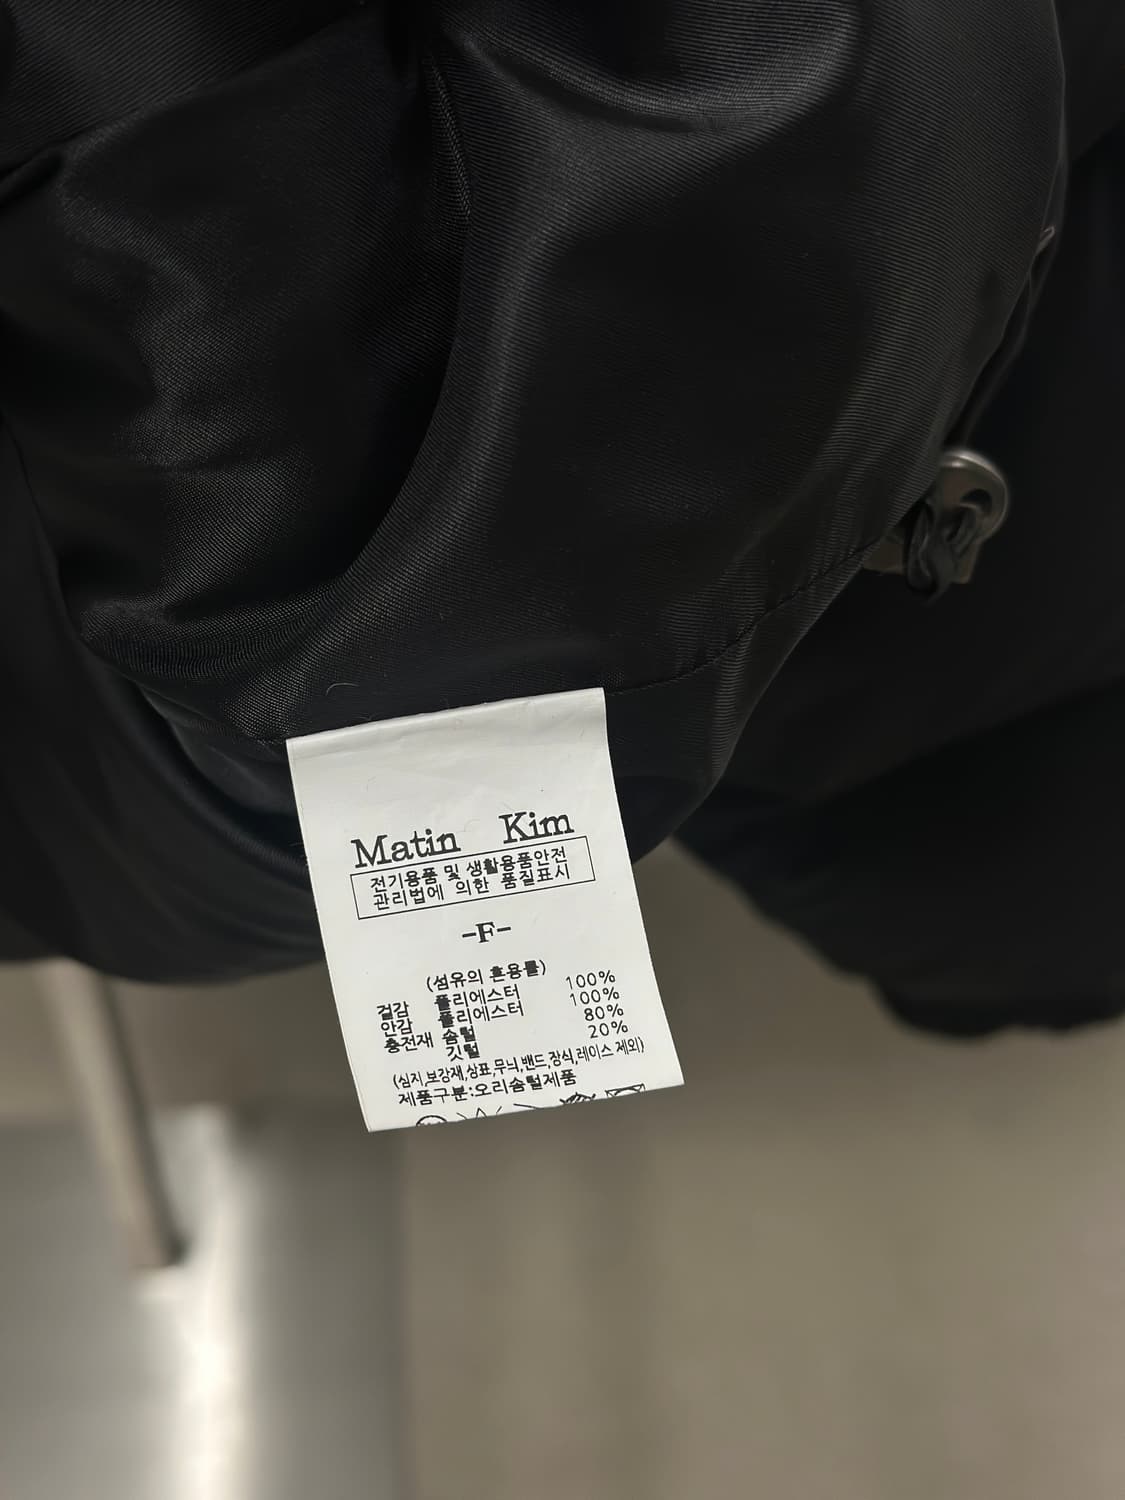 Matin Kim
전기용품 및 생활용품안전
관리법에 의한 품질표시
-F-
(섬유의 혼용률)
겉감 폴리에스터 100%
안감 폴리에스터 100%
충전재 솜털 80%
깃털 20%
(심지,보강재,상표,무늬,밴드,장식,레이스 제외)
제품구분:오리솜털제품